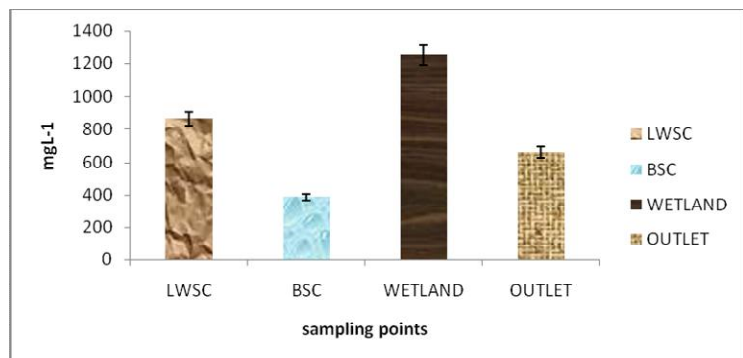 1400
1200
1000
800
600
400
200
0
mgL-1
LWSC
BSC
WETLAND
OUTLET
sampling points
LWSC
BSC
WETLAND
OUTLET